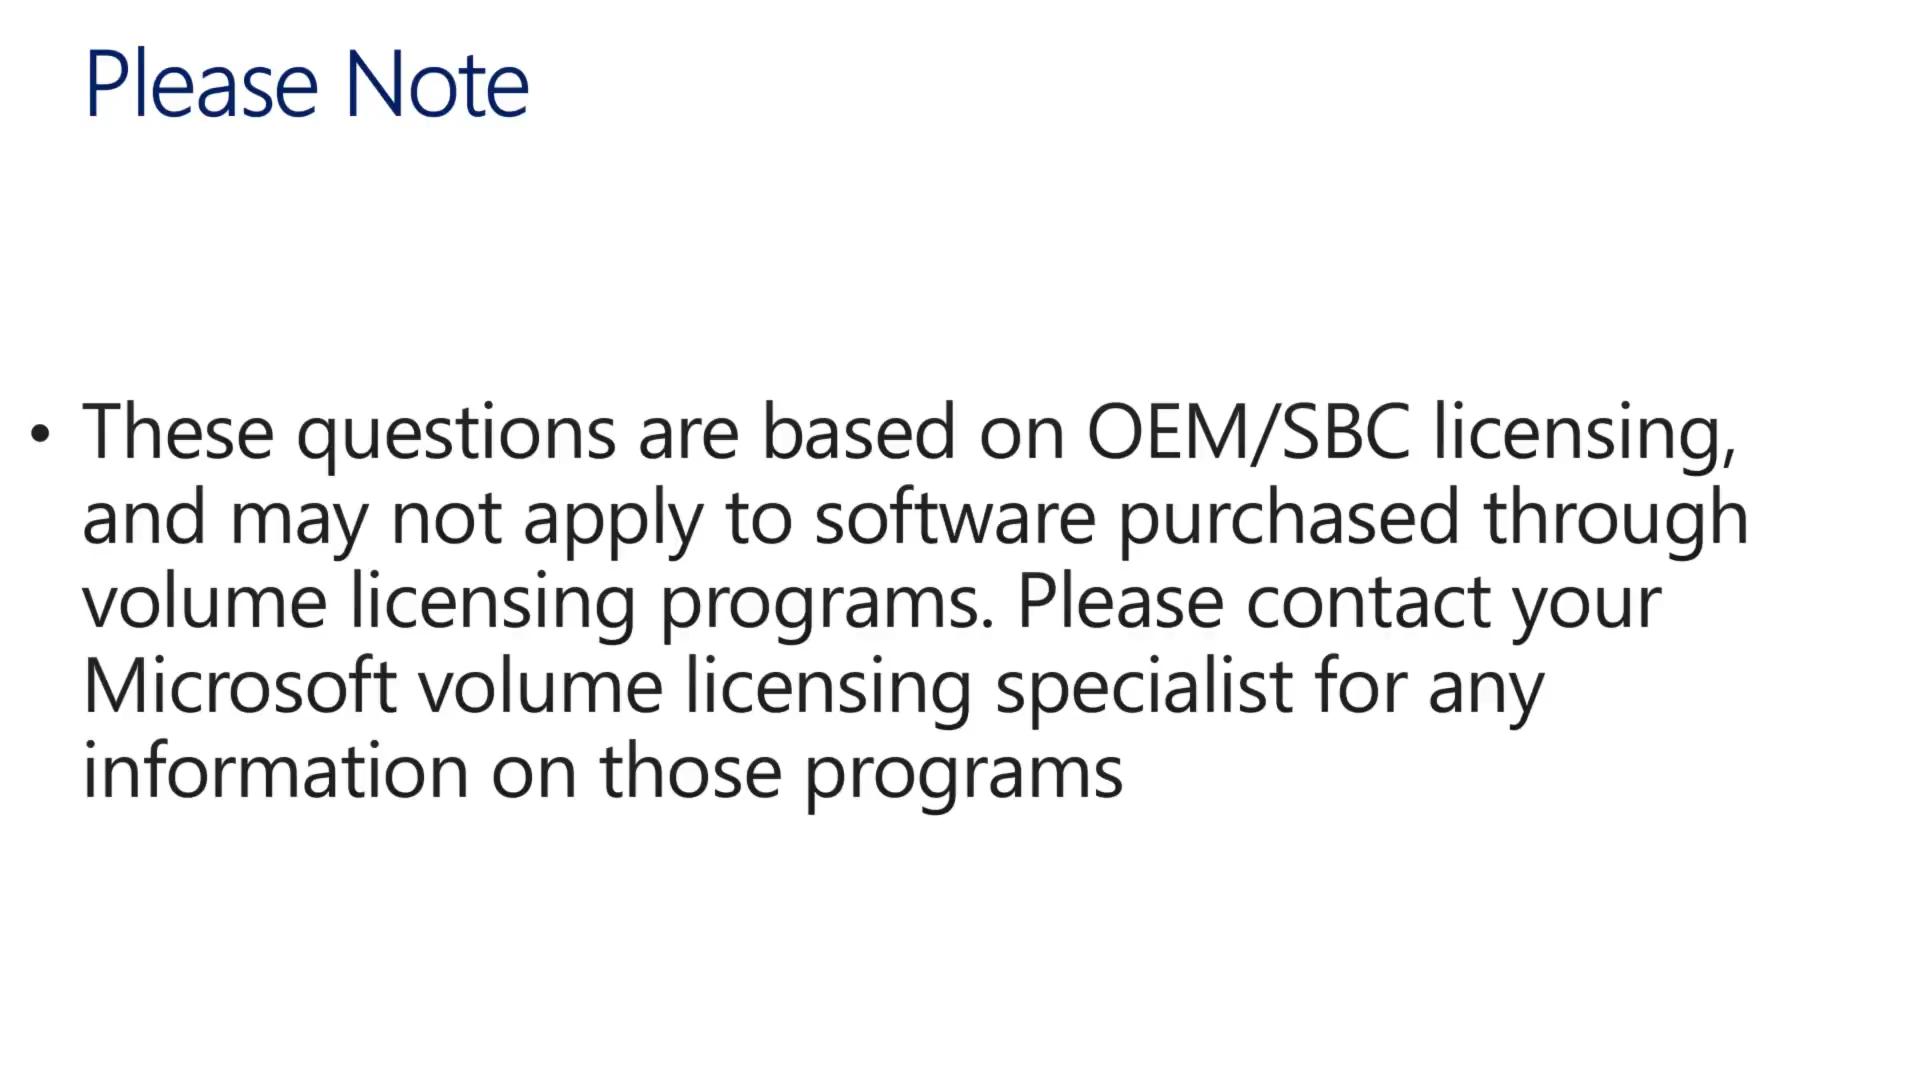 Please Note
• These questions are based on OEM/SBC licensing,
and may not apply to software purchased through
volume licensing programs. Please contact your
Microsoft volume licensing specialist for any
information on those programs